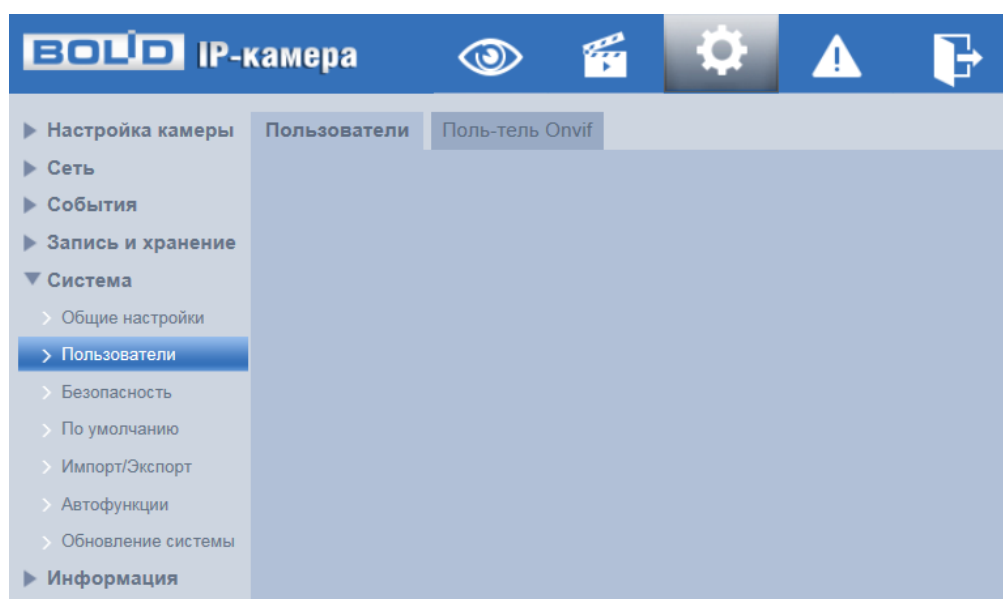 BOLID IP-камера
Настройка камеры
Сеть
События
Запись и хранение
Система
Общие настройки
Пользователи
Безопасность
По умолчанию
Импорт/Экспорт
Автофункции
Обновление системы
Информация
Пользователи
Поль-тель Onvif